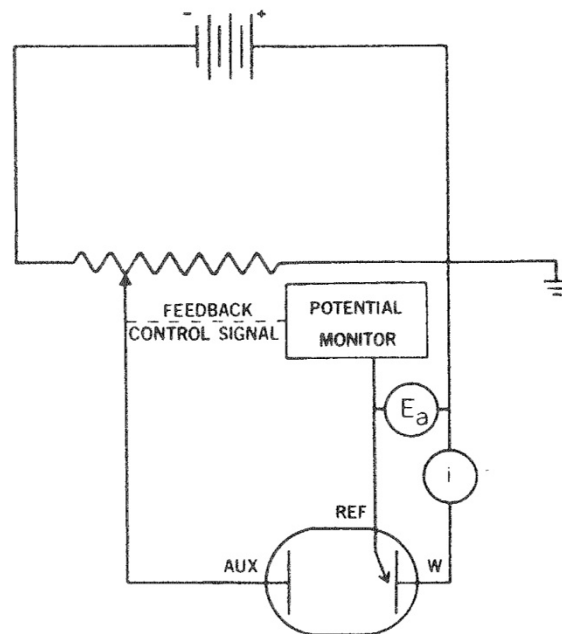 - +
FEEDBACK
CONTROL SIGNAL
POTENTIAL
MONITOR
Ea
i
REF
AUX
W